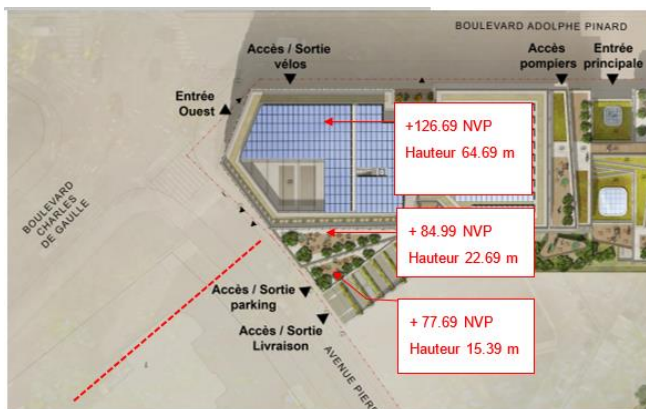 BOULEVARD ADOLPHE PINARD
Accès / Sortie
vélos
Accès
pompiers
Entrée
principale
Entrée
Ouest
+126.69 NVP
Hauteur 64.69 m
BOULEVARD
CHARLES
DE GAULLE
+ 84.99 NVP
Hauteur 22.69 m
Accès / Sortie
parking
+ 77.69 NVP
Hauteur 15.39 m
Accès / Sortie
Livraison
AVENUE PIER